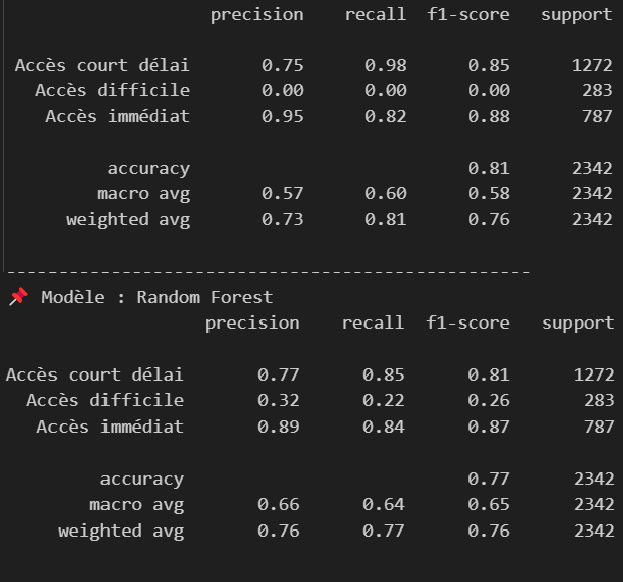 precision recall f1-score support
Accès court délai 0.75 0.98 0.85 1272
Accès difficile 0.00 0.00 0.00 283
Accès immédiat 0.95 0.82 0.88 787
accuracy 0.81 2342
macro avg 0.57 0.60 0.58 2342
weighted avg 0.73 0.81 0.76 2342
--------------------------------------------------
📌 Modèle : Random Forest
precision recall f1-score support
Accès court délai 0.77 0.85 0.81 1272
Accès difficile 0.32 0.22 0.26 283
Accès immédiat 0.89 0.84 0.87 787
accuracy 0.77 2342
macro avg 0.66 0.64 0.65 2342
weighted avg 0.76 0.77 0.76 2342